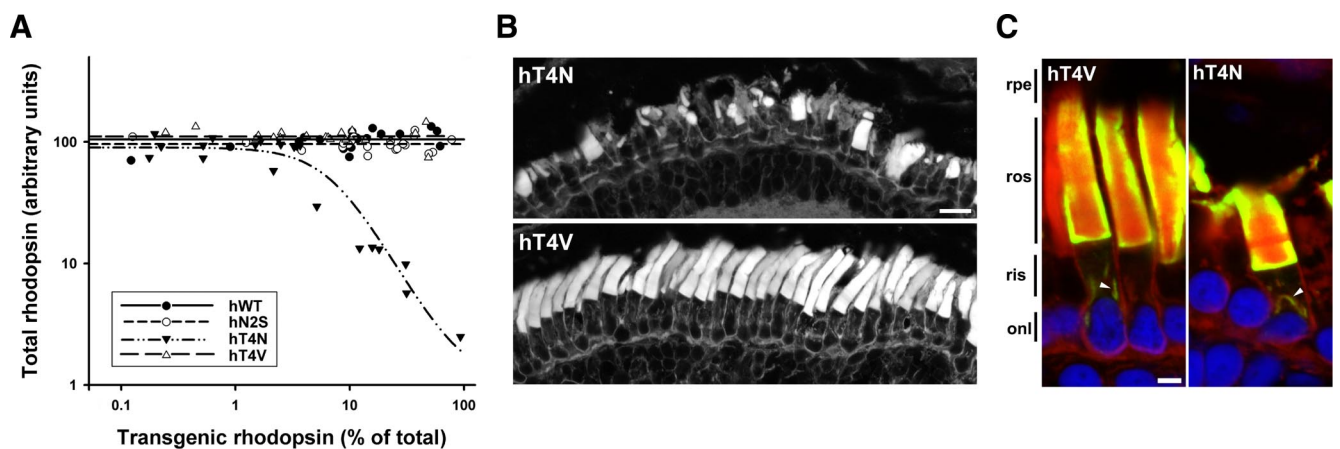 A
Total rhodopsin (arbitrary units)
100
10
1
hWT
hN2S
hT4N
hT4V
0.1
1
10
100
Transgenic rhodopsin (% of total)
B
hT4N
hT4V
C
hT4V
hT4N
rpe
ros
ris
onl